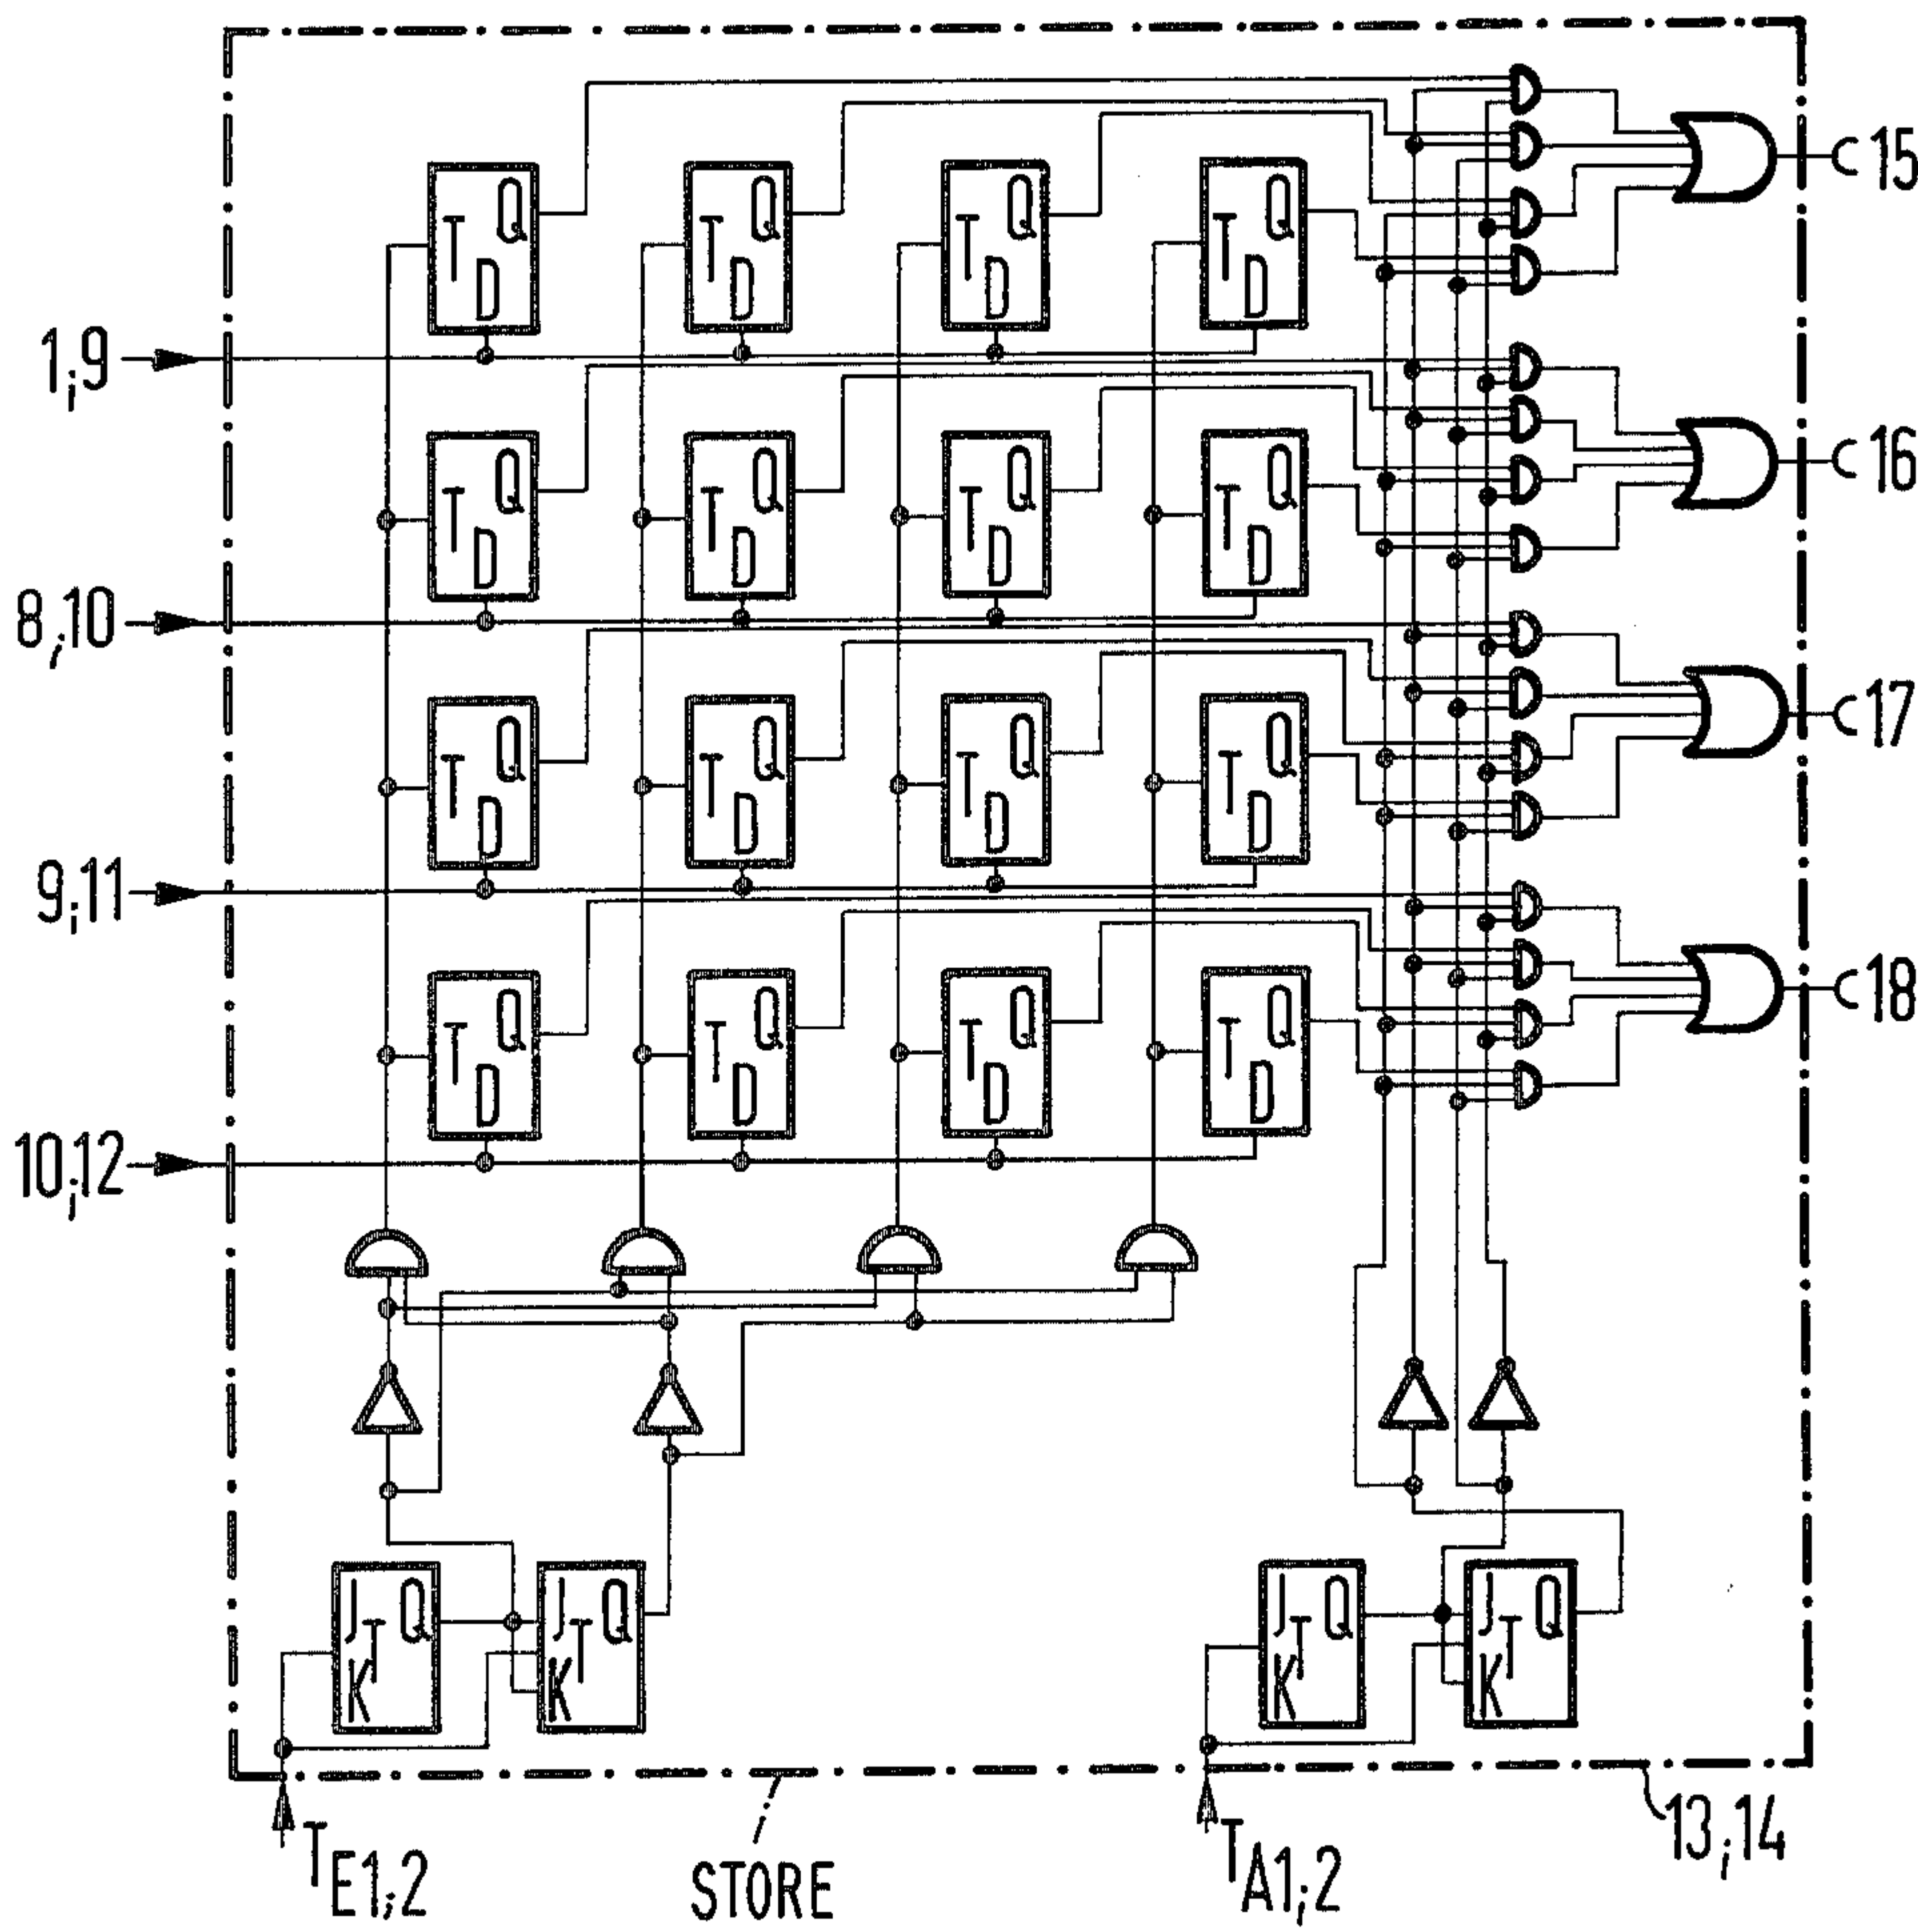 T Q D T Q D T Q D T Q D
15
1;9
T Q D T Q D T Q D T Q D
16
8;10
T Q D T Q D T Q D T Q D
17
9;11
T Q D T Q D T Q D T Q D
18
10;12
J T Q K J T Q K J T Q K J T Q K
TE1;2
STORE
TA1;2
13;14